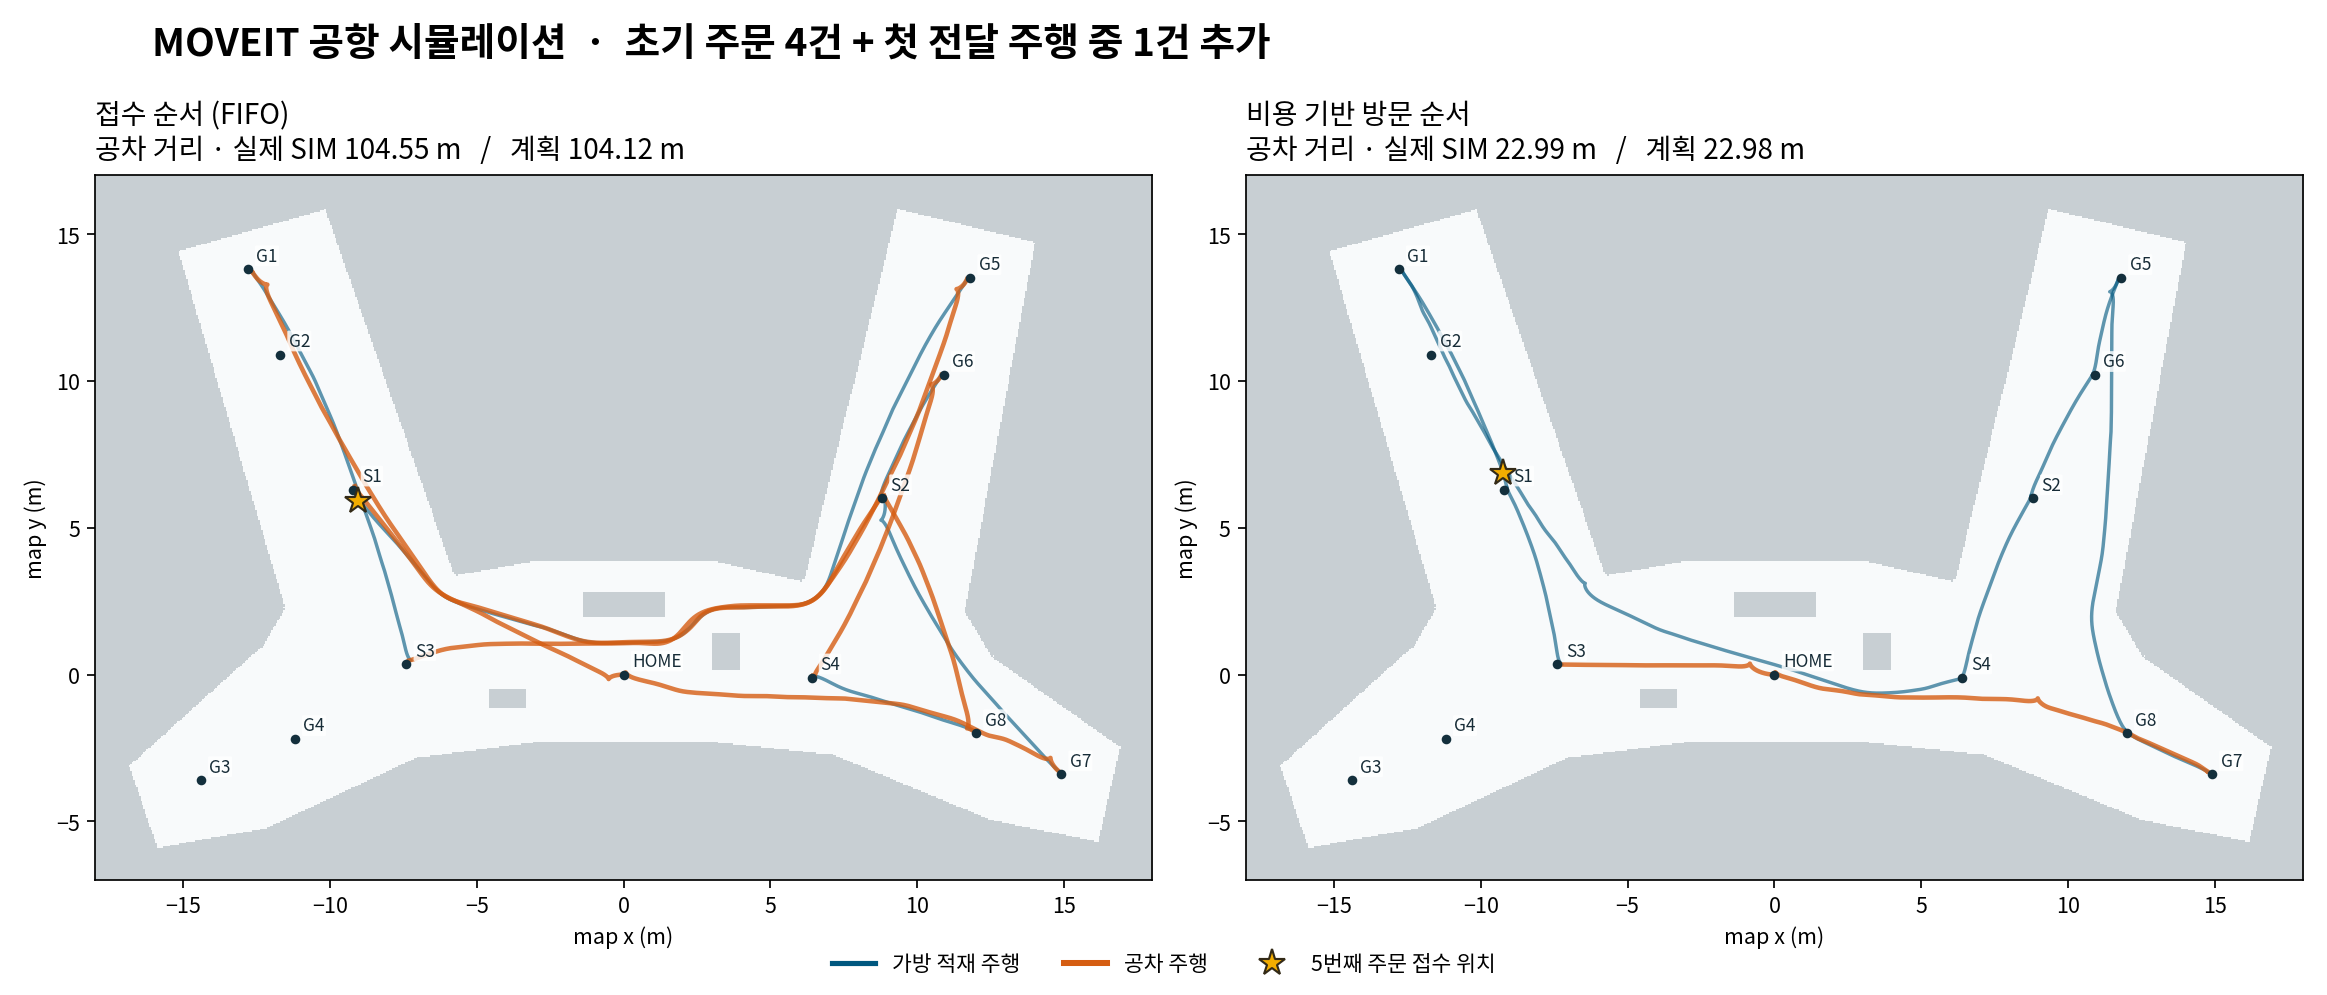 MOVEIT 공항 시뮬레이션 · 초기 주문 4건 + 첫 전달 주행 중 1건 추가
접수 순서 (FIFO)
공차 거리 · 실제 SIM 104.55 m / 계획 104.12 m
15
10
5
0
−5
map y (m)
G1
G2
S1
S3
G4
G3
HOME
G5
G6
S2
S4
G8
G7
−15
−10
−5
0
5
10
15
map x (m)
비용 기반 방문 순서
공차 거리 · 실제 SIM 22.99 m / 계획 22.98 m
15
10
5
0
−5
map y (m)
G1
G2
S1
S3
G4
G3
HOME
G5
G6
S2
S4
G8
G7
−15
−10
−5
0
5
10
15
map x (m)
가방 적재 주행
공차 주행
5번째 주문 접수 위치